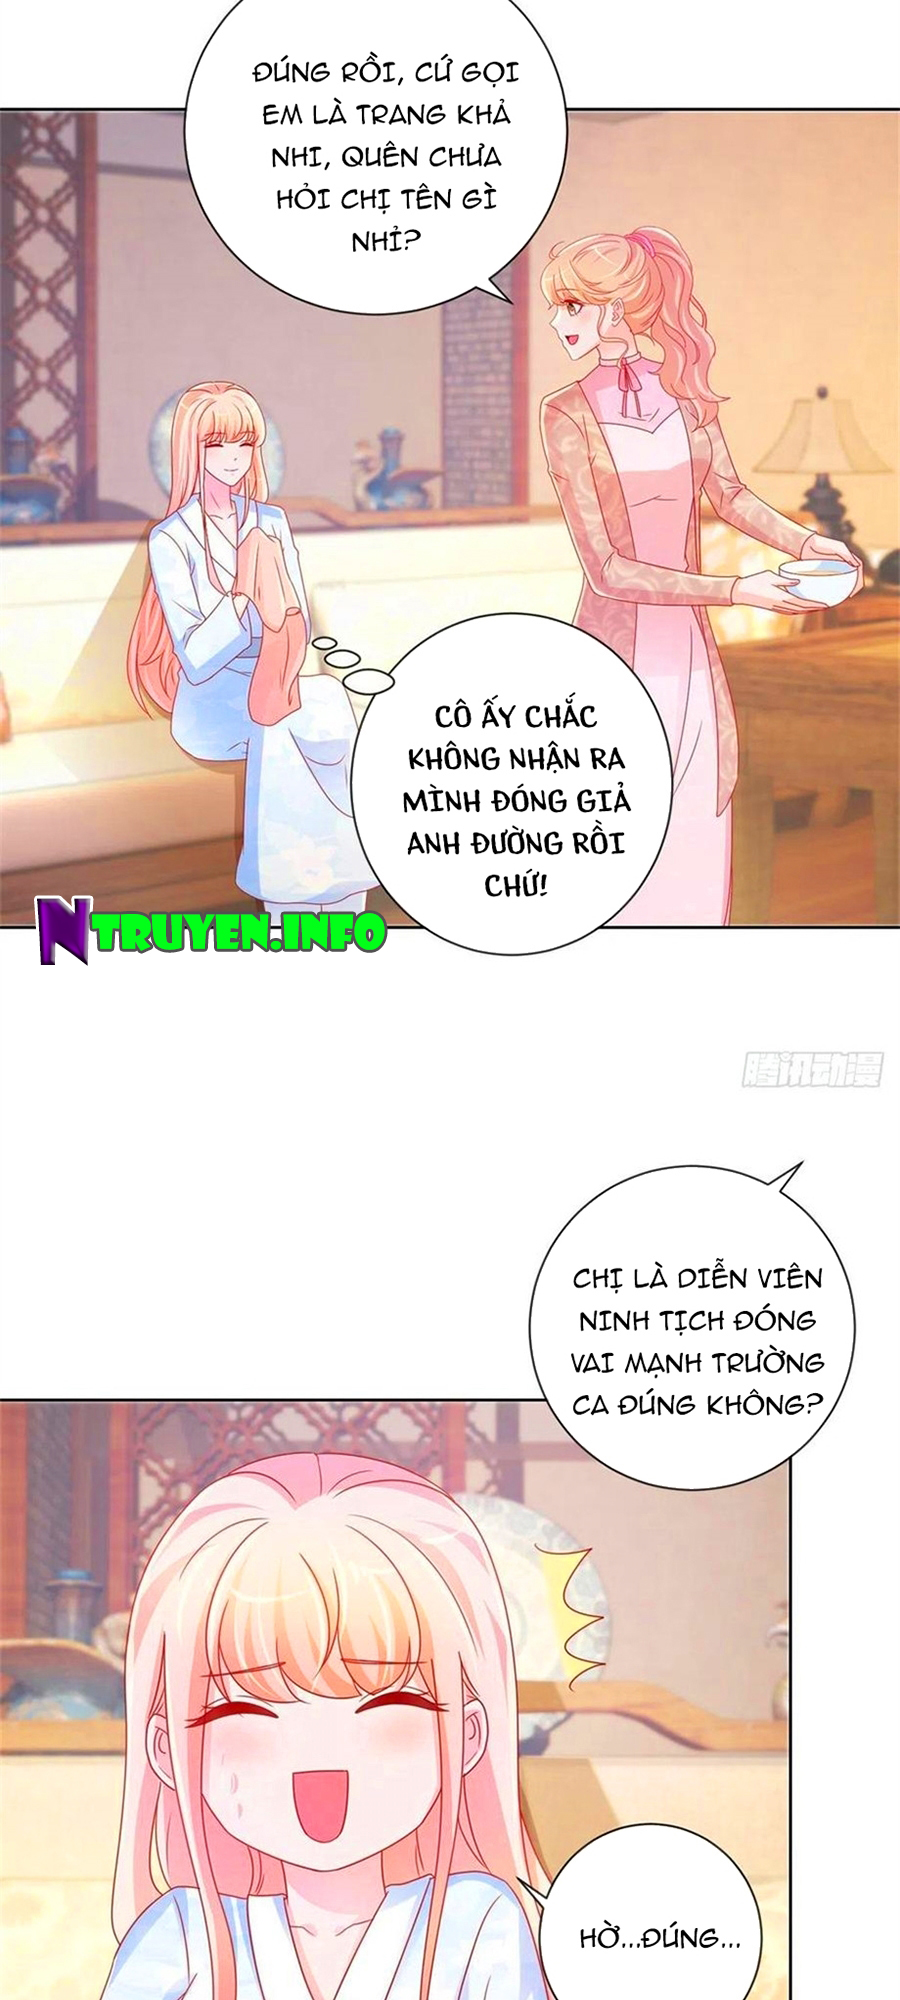 ĐÚNG RỒI, CỨ GỌI
EM LÀ TRANG KHẢ
NHI, QUÊN CHƯA
HỎI CHỊ TÊN GÌ
NHỈ?
CÔ ẤY CHẮC
KHÔNG NHẬN RA
MÌNH ĐÓNG GIẢ
ANH ĐƯỜNG RỒI
CHỨ!
NTRUYEN.INFO
腾讯动漫
CHỊ LÀ DIỄN VIÊN
NINH TỊCH ĐÓNG
VAI MẠNH TRƯỜNG
CA ĐÚNG KHÔNG?
HỜ...ĐÚNG...